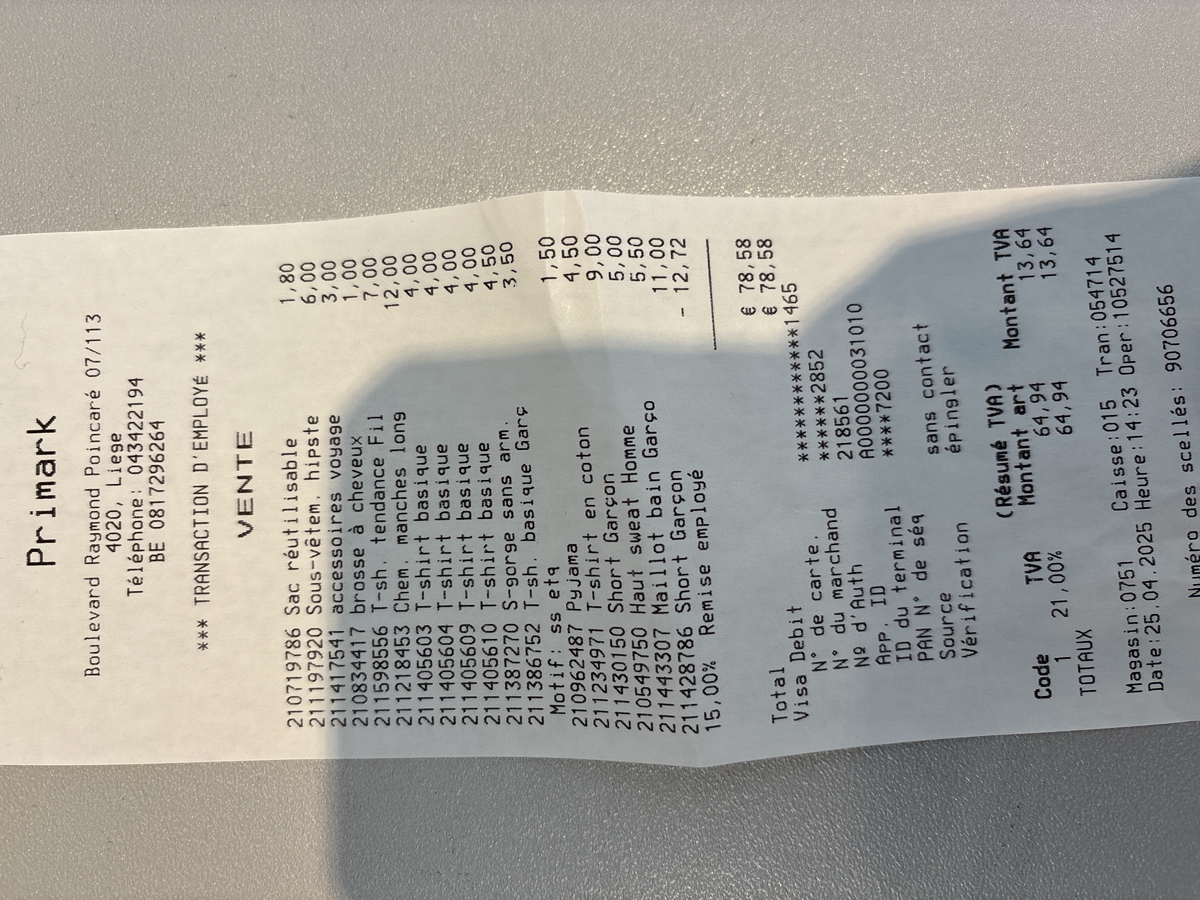 Primark
Boulevard Raymond Poincaré 07/113
4020, Liege
Téléphone: 043422194
BE 0817296264
*** TRANSACTION D'EMPLOYÉ ***
VENTE
210719786 Sac réutilisable 1,80
211197920 Sous-vêtem. hipste 6,00
211417541 accessoires voyage 3,00
210834417 brosse à cheveux 1,00
211598556 T-sh. tendance Fil 7,00
211218453 Chem. manches long 12,00
211405603 T-shirt basique 4,00
211405604 T-shirt basique 4,00
211405609 T-shirt basique 4,00
211405610 T-shirt basique 4,00
211387270 S-gorge sans arm. 4,50
211386752 T-sh. basique Garç 3,50
Motif: ss etq
210962487 Pyjama 1,50
211234971 T-shirt en coton 4,50
211430150 Short Garçon 9,00
210549750 Haut sweat Homme 5,00
211443307 Maillot bain Garço 5,50
211428786 Short Garçon 11,00
15,00% Remise employé - 12,72
Total € 78,58
Visa Debit € 78,58
N° de carte. ************1465
N° du marchand ******2852
Nº d'Auth 218561
App. ID A0000000031010
ID du terminal ****7200
PAN N° de séq
Source sans contact
Vérification épingler
(Résumé TVA)
Code TVA Montant art Montant TVA
1 21,00% 64,94 13,64
TOTAUX 64,94 13,64
Magasin:0751 Caisse:015 Tran:054714
Date:25.04.2025 Heure:14:23 Oper:10527514
Numéro des scellés: 90706656